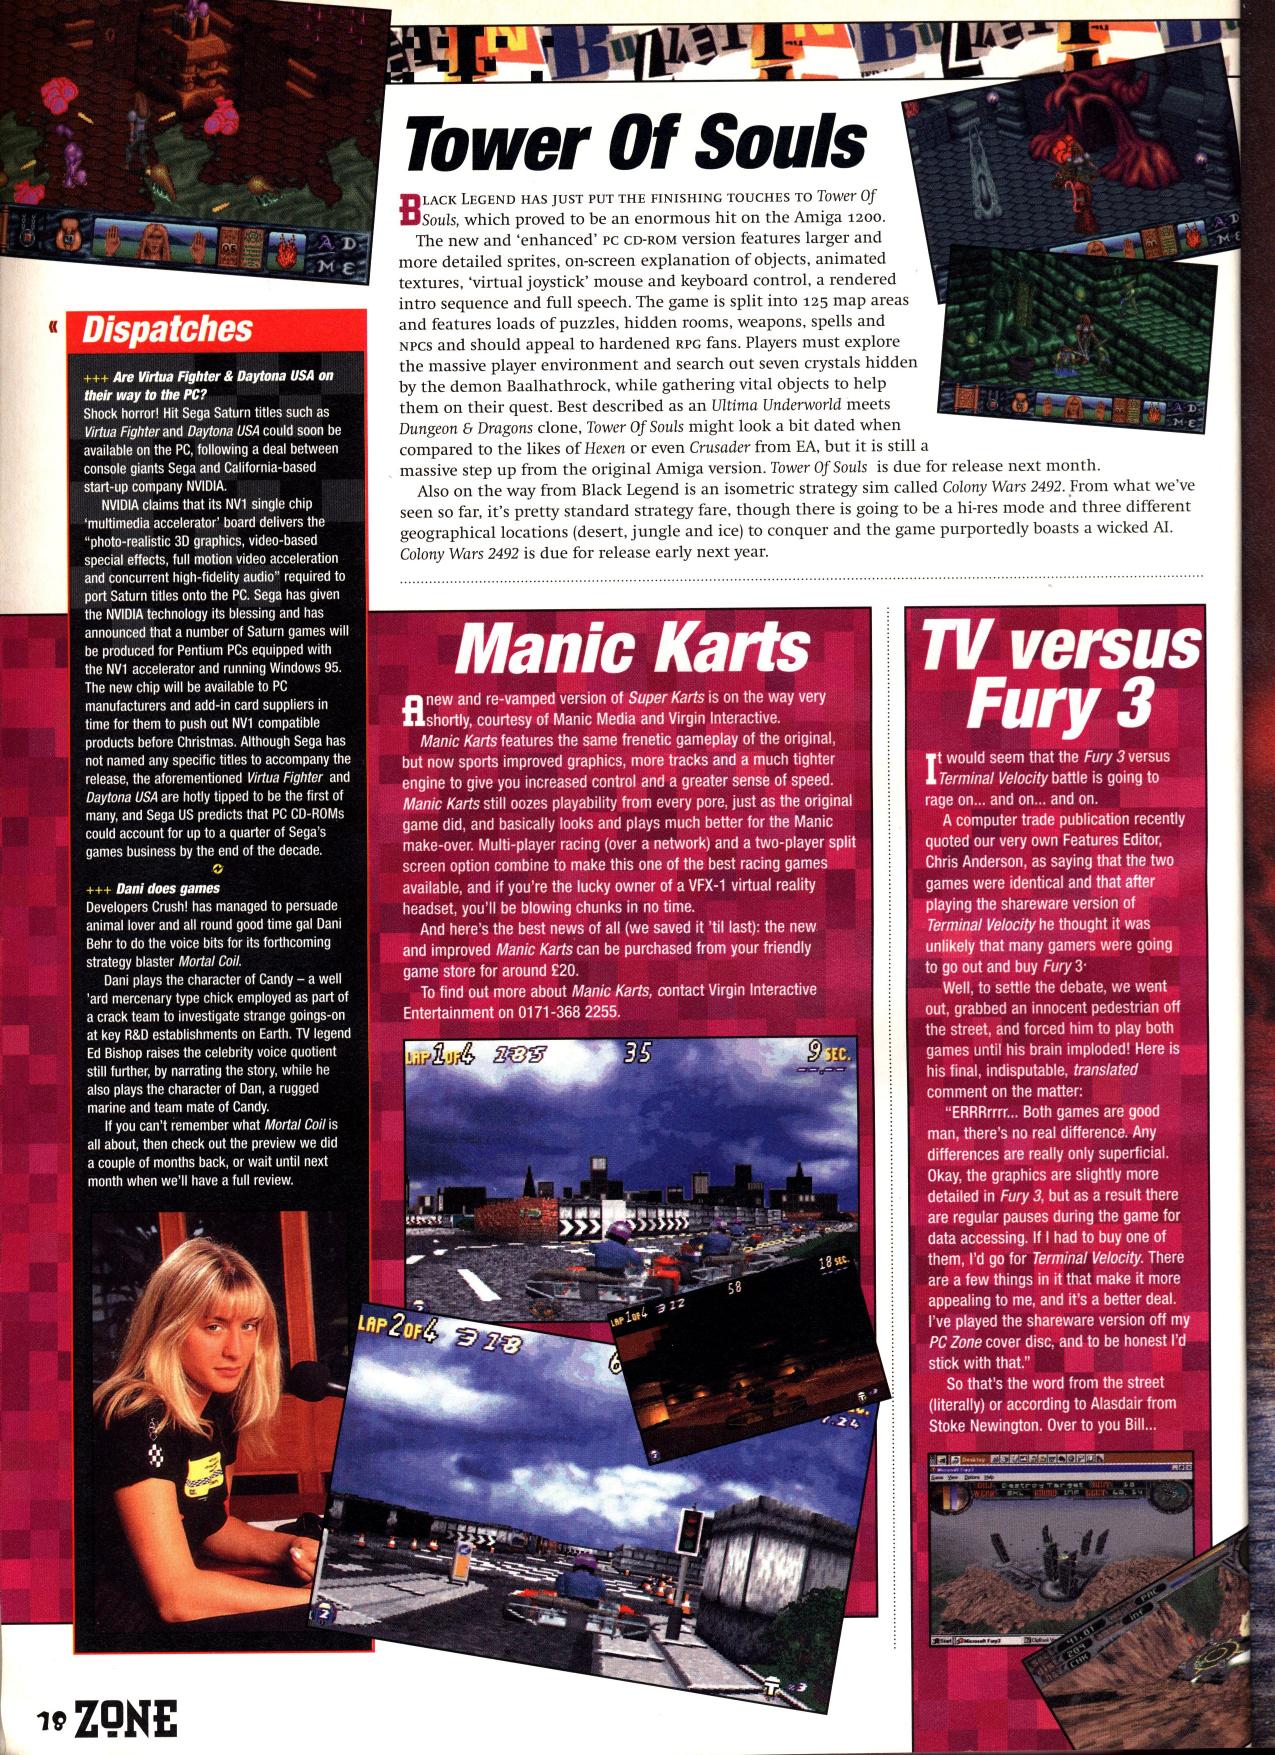 BULLETIN BULLETIN
Tower Of Souls
BLACK LEGEND HAS JUST PUT THE FINISHING TOUCHES TO Tower Of
Souls, which proved to be an enormous hit on the Amiga 1200.
The new and ‘enhanced’ PC CD-ROM version features larger and
more detailed sprites, on-screen explanation of objects, animated
textures, ‘virtual joystick’ mouse and keyboard control, a rendered
intro sequence and full speech. The game is split into 125 map areas
and features loads of puzzles, hidden rooms, weapons, spells and
NPCs and should appeal to hardened RPG fans. Players must explore
the massive player environment and search out seven crystals hidden
by the demon Baalhathrock, while gathering vital objects to help
them on their quest. Best described as an Ultima Underworld meets
Dungeon & Dragons clone, Tower Of Souls might look a bit dated when
compared to the likes of Hexen or even Crusader from EA, but it is still a
massive step up from the original Amiga version. Tower Of Souls is due for release next month.
Also on the way from Black Legend is an isometric strategy sim called Colony Wars 2492. From what we’ve
seen so far, it’s pretty standard strategy fare, though there is going to be a hi-res mode and three different
geographical locations (desert, jungle and ice) to conquer and the game purportedly boasts a wicked AI.
Colony Wars 2492 is due for release early next year.
« Dispatches
+++ Are Virtua Fighter & Daytona USA on
their way to the PC?
Shock horror! Hit Sega Saturn titles such as
Virtua Fighter and Daytona USA could soon be
available on the PC, following a deal between
console giants Sega and California-based
start-up company NVIDIA.
NVIDIA claims that its NV1 single chip
‘multimedia accelerator’ board delivers the
“photo-realistic 3D graphics, video-based
special effects, full motion video acceleration
and concurrent high-fidelity audio” required to
port Saturn titles onto the PC. Sega has given
the NVIDIA technology its blessing and has
announced that a number of Saturn games will
be produced for Pentium PCs equipped with
the NV1 accelerator and running Windows 95.
The new chip will be available to PC
manufacturers and add-in card suppliers in
time for them to push out NV1 compatible
products before Christmas. Although Sega has
not named any specific titles to accompany the
release, the aforementioned Virtua Fighter and
Daytona USA are hotly tipped to be the first of
many, and Sega US predicts that PC CD-ROMs
could account for up to a quarter of Sega’s
games business by the end of the decade.
+++ Dani does games
Developers Crush! has managed to persuade
animal lover and all round good time gal Dani
Behr to do the voice bits for its forthcoming
strategy blaster Mortal Coil.
Dani plays the character of Candy – a well
’ard mercenary type chick employed as part of
a crack team to investigate strange goings-on
at key R&D establishments on Earth. TV legend
Ed Bishop raises the celebrity voice quotient
still further, by narrating the story, while he
also plays the character of Dan, a rugged
marine and team mate of Candy.
If you can’t remember what Mortal Coil is
all about, then check out the preview we did
a couple of months back, or wait until next
month when we’ll have a full review.
Manic Karts
A new and re-vamped version of Super Karts is on the way very
shortly, courtesy of Manic Media and Virgin Interactive.
Manic Karts features the same frenetic gameplay of the original,
but now sports improved graphics, more tracks and a much tighter
engine to give you increased control and a greater sense of speed.
Manic Karts still oozes playability from every pore, just as the original
game did, and basically looks and plays much better for the Manic
make-over. Multi-player racing (over a network) and a two-player split
screen option combine to make this one of the best racing games
available, and if you’re the lucky owner of a VFX-1 virtual reality
headset, you’ll be blowing chunks in no time.
And here’s the best news of all (we saved it ’til last): the new
and improved Manic Karts can be purchased from your friendly
game store for around £20.
To find out more about Manic Karts, contact Virgin Interactive
Entertainment on 0171-368 2255.
LAP 1 OF 4 185 35 9 SEC.
LAP 1 OF 4 312 58 18 SEC.
LAP 2 OF 4 318
TV versus
Fury 3
It would seem that the Fury 3 versus
Terminal Velocity battle is going to
rage on... and on... and on.
A computer trade publication recently
quoted our very own Features Editor,
Chris Anderson, as saying that the two
games were identical and that after
playing the shareware version of
Terminal Velocity he thought it was
unlikely that many gamers were going
to go out and buy Fury 3.
Well, to settle the debate, we went
out, grabbed an innocent pedestrian off
the street, and forced him to play both
games until his brain imploded! Here is
his final, indisputable, translated
comment on the matter:
“ERRRrrrr... Both games are good
man, there’s no real difference. Any
differences are really only superficial.
Okay, the graphics are slightly more
detailed in Fury 3, but as a result there
are regular pauses during the game for
data accessing. If I had to buy one of
them, I’d go for Terminal Velocity. There
are a few things in it that make it more
appealing to me, and it’s a better deal.
I’ve played the shareware version off my
PC Zone cover disc, and to be honest I’d
stick with that.”
So that’s the word from the street
(literally) or according to Alasdair from
Stoke Newington. Over to you Bill...
Desktop
Destroy Target
18 ZONE